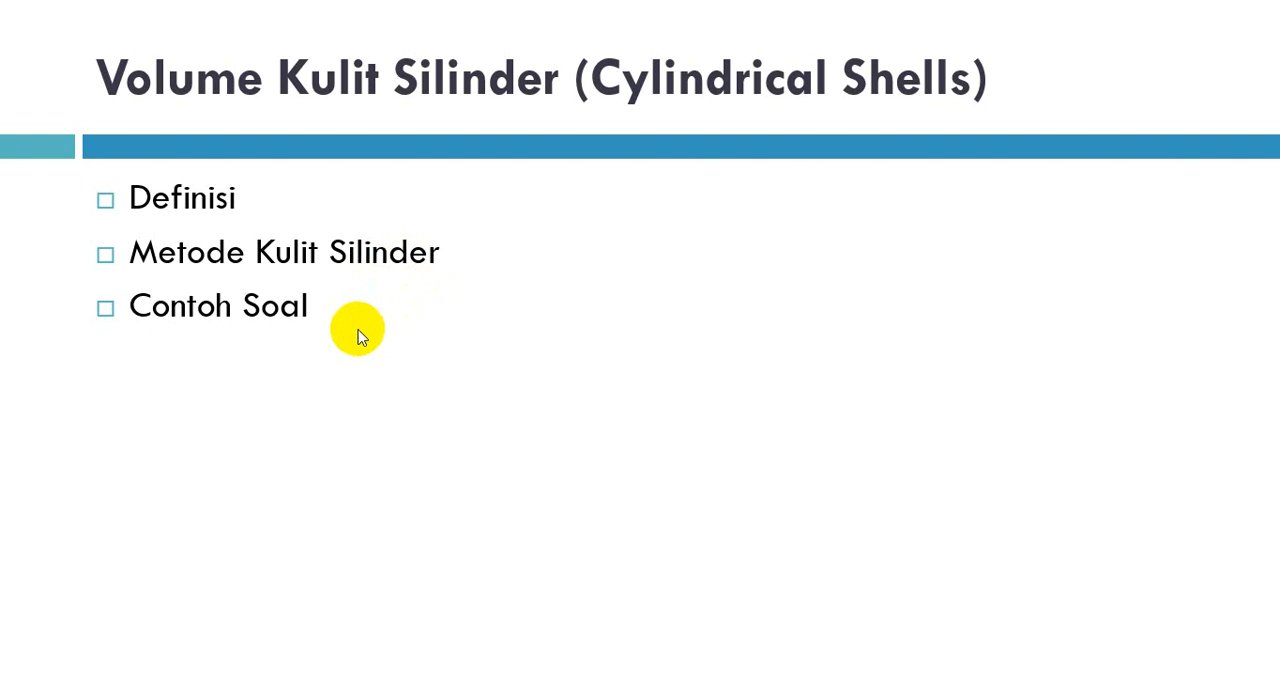 Volume Kulit Silinder (Cylindrical Shells)
Definisi
Metode Kulit Silinder
Contoh Soal